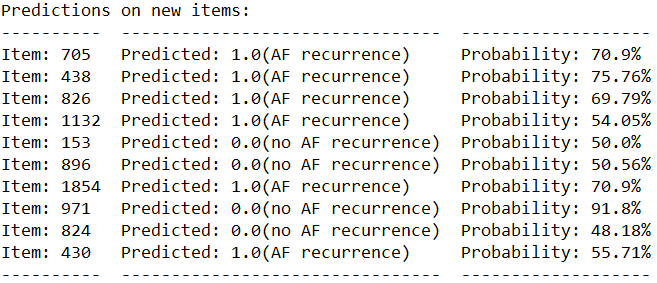 Predictions on new items:
----------  --------------------------------  -------------------
Item: 705   Predicted: 1.0(AF recurrence)     Probability: 70.9%
Item: 438   Predicted: 1.0(AF recurrence)     Probability: 75.76%
Item: 826   Predicted: 1.0(AF recurrence)     Probability: 69.79%
Item: 1132  Predicted: 1.0(AF recurrence)     Probability: 54.05%
Item: 153   Predicted: 0.0(no AF recurrence)  Probability: 50.0%
Item: 896   Predicted: 0.0(no AF recurrence)  Probability: 50.56%
Item: 1854  Predicted: 1.0(AF recurrence)     Probability: 70.9%
Item: 971   Predicted: 0.0(no AF recurrence)  Probability: 91.8%
Item: 824   Predicted: 0.0(no AF recurrence)  Probability: 48.18%
Item: 430   Predicted: 1.0(AF recurrence)     Probability: 55.71%
----------  --------------------------------  -------------------